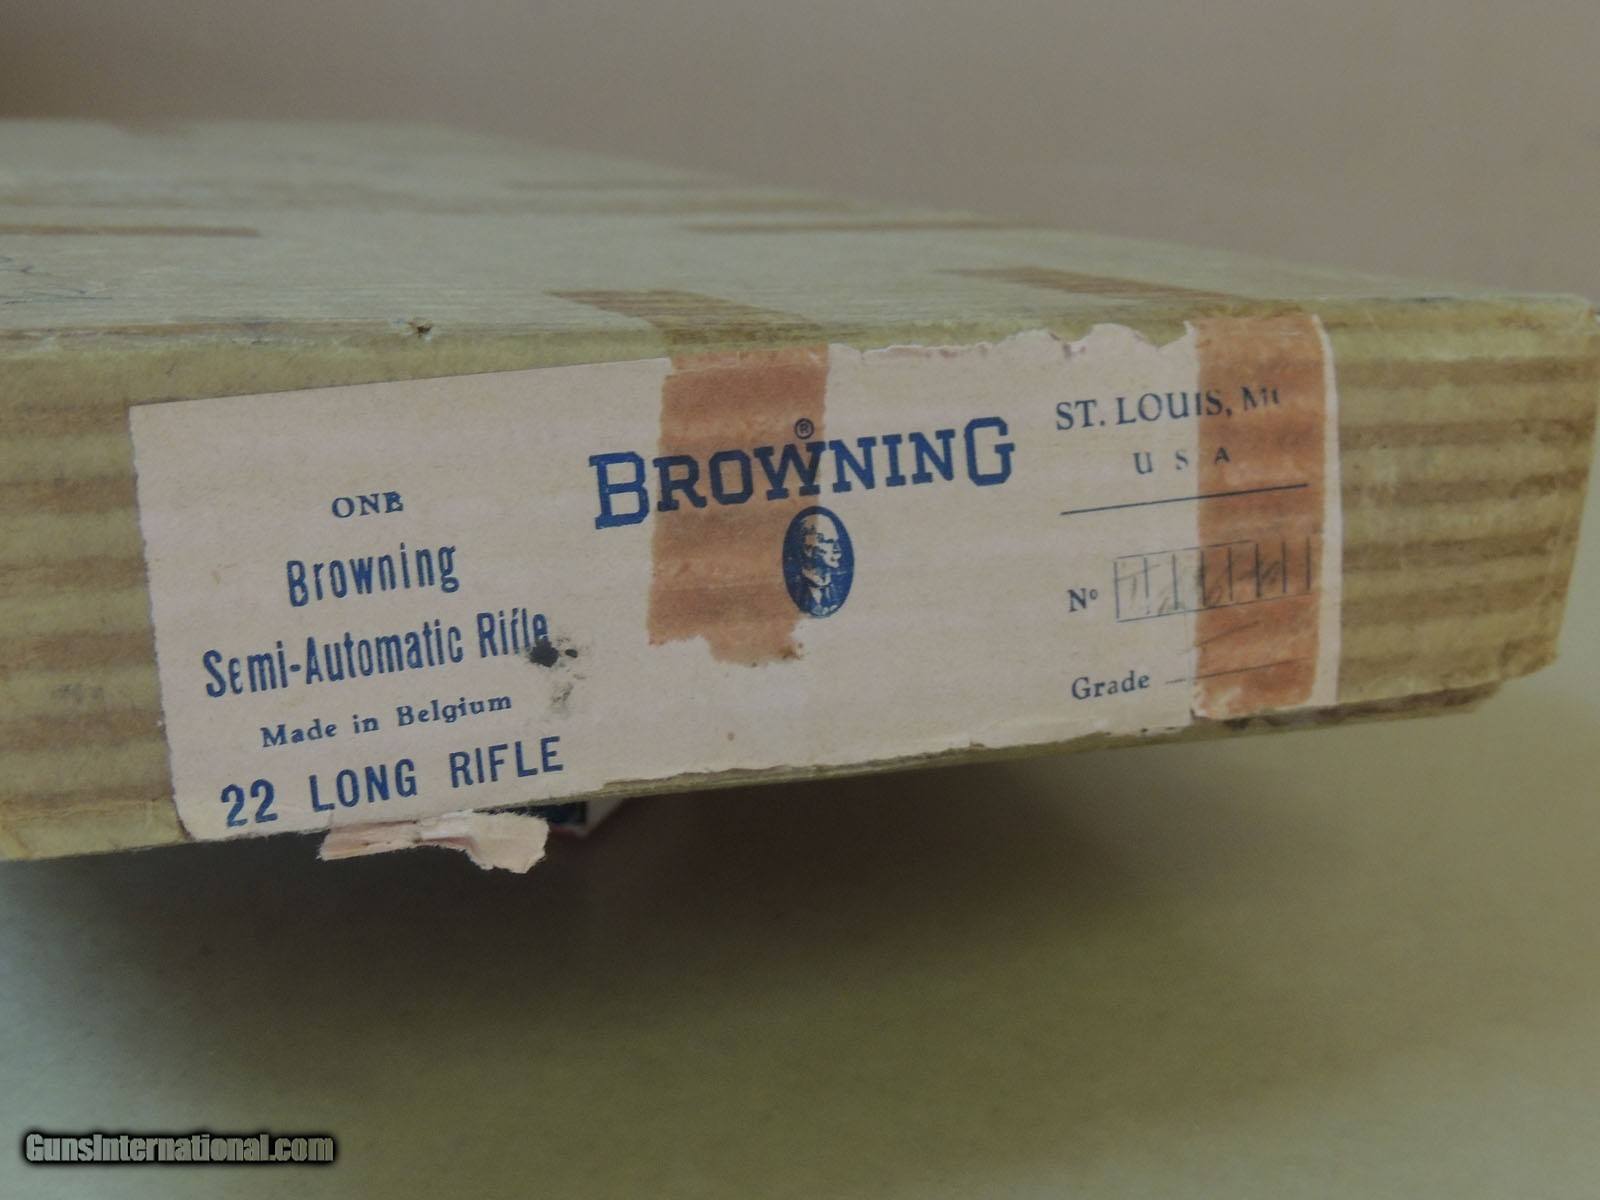 ONE
Browning
Semi-Automatic Rifle
Made in Belgium
22 LONG RIFLE
BROWNING®
ST. LOUIS,
U S A
Nº
Grade
GunsInternational.com